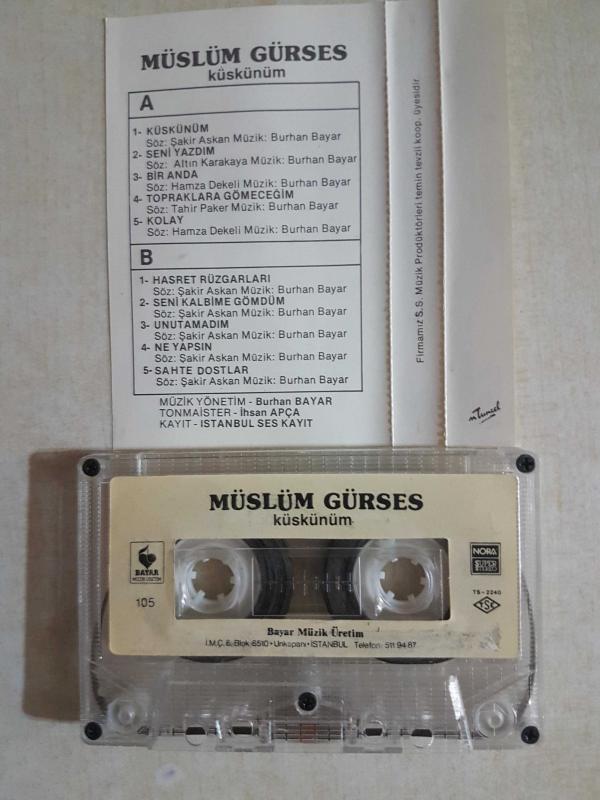 MÜSLÜM GÜRSES
küskünüm
A
1- KÜSKÜNÜM
Söz: Şakir Askan Müzik: Burhan Bayar
2- SENİ YAZDIM
Söz: Altın Karakaya Müzik: Burhan Bayar
3- BİR ANDA
Söz: Hamza Dekeli Müzik: Burhan Bayar
4- TOPRAKLARA GÖMECEĞİM
Söz: Tahir Paker Müzik: Burhan Bayar
5- KOLAY
Söz: Hamza Dekeli Müzik: Burhan Bayar
B
1- HASRET RÜZGARLARI
Söz: Şakir Askan Müzik: Burhan Bayar
2- SENİ KALBİME GÖMDÜM
Söz: Şakir Askan Müzik: Burhan Bayar
3- UNUTAMADIM
Söz: Şakir Askan Müzik: Burhan Bayar
4- NE YAPSIN
Söz: Şakir Askan Müzik: Burhan Bayar
5- SAHTE DOSTLAR
Söz: Şakir Askan Müzik: Burhan Bayar
MÜZİK YÖNETİM - Burhan BAYAR
TONMAİSTER - İhsan APÇA
KAYIT - ISTANBUL SES KAYIT
Firmamız S.S. Müzik Prodüktörleri temin tevzii koop. üyesidir
MÜSLÜM GÜRSES
küskünüm
BAYAR
MÜZİK ÜRETİM
105
NORA
SUPER
STEREO
TS-2240
TSE
Bayar Müzik Üretim
İ.M.Ç. 6. Blok 6510 • Unkapanı • İSTANBUL Telefon: 511 94 87